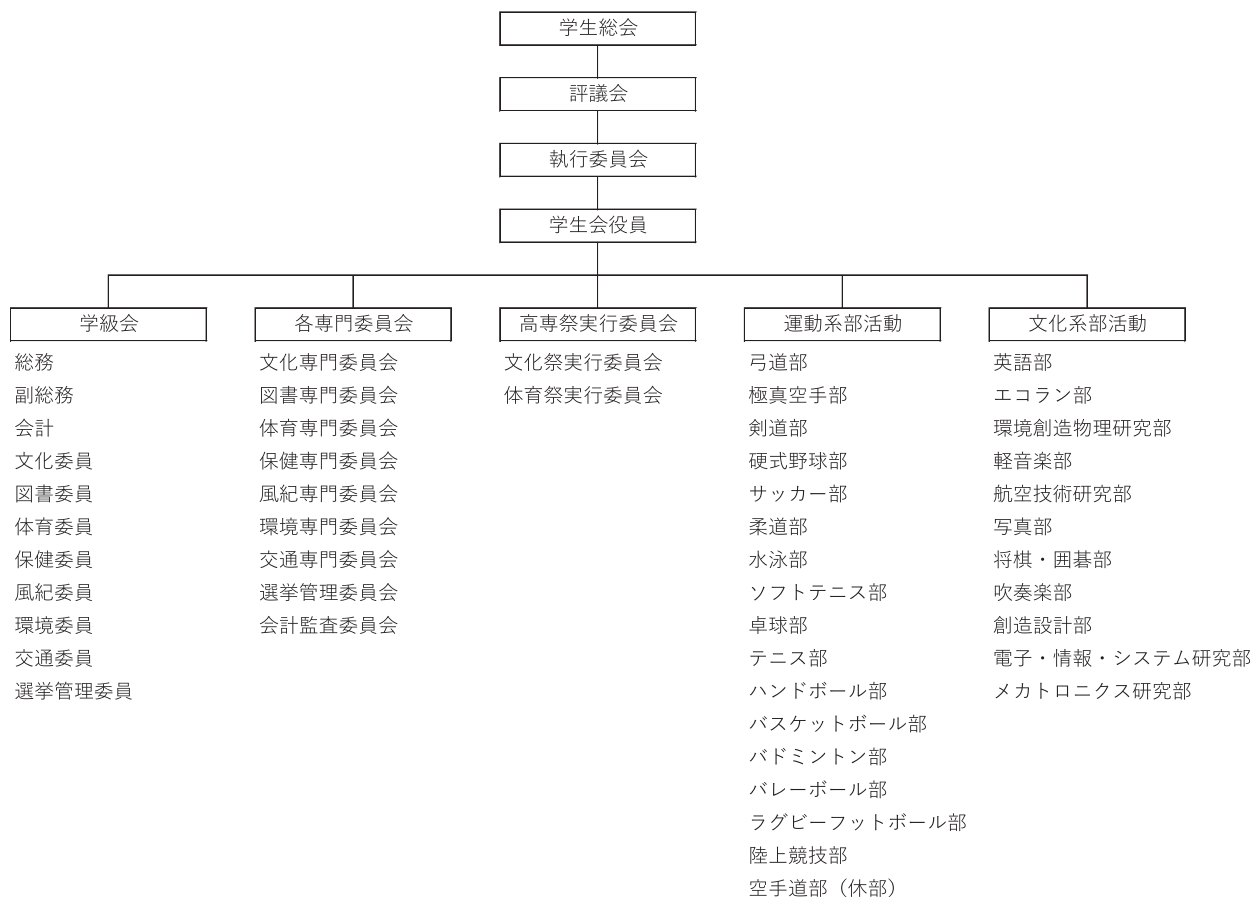 学生総会
評議会
執行委員会
学生会役員
学級会
総務
副総務
会計
文化委員
図書委員
体育委員
保健委員
風紀委員
環境委員
交通委員
選挙管理委員
各専門委員会
文化専門委員会
図書専門委員会
体育専門委員会
保健専門委員会
風紀専門委員会
環境専門委員会
交通専門委員会
選挙管理委員会
会計監査委員会
高専祭実行委員会
文化祭実行委員会
体育祭実行委員会
運動系部活動
弓道部
極真空手部
剣道部
硬式野球部
サッカー部
柔道部
水泳部
ソフトテニス部
卓球部
テニス部
ハンドボール部
バスケットボール部
バドミントン部
バレーボール部
ラグビーフットボール部
陸上競技部
空手道部（休部）
文化系部活動
英語部
エコラン部
環境創造物理研究部
軽音楽部
航空技術研究部
写真部
将棋・囲碁部
吹奏楽部
創造設計部
電子・情報・システム研究部
メカトロニクス研究部